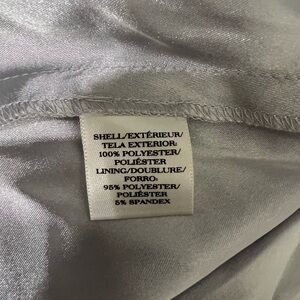 SHELL/EXTÉRIEUR/
TELA EXTERIOR:
100% POLYESTER/
POLIÉSTER
LINING/DOUBLURE/
FORRO:
95% POLYESTER/
POLIÉSTER
5% SPANDEX